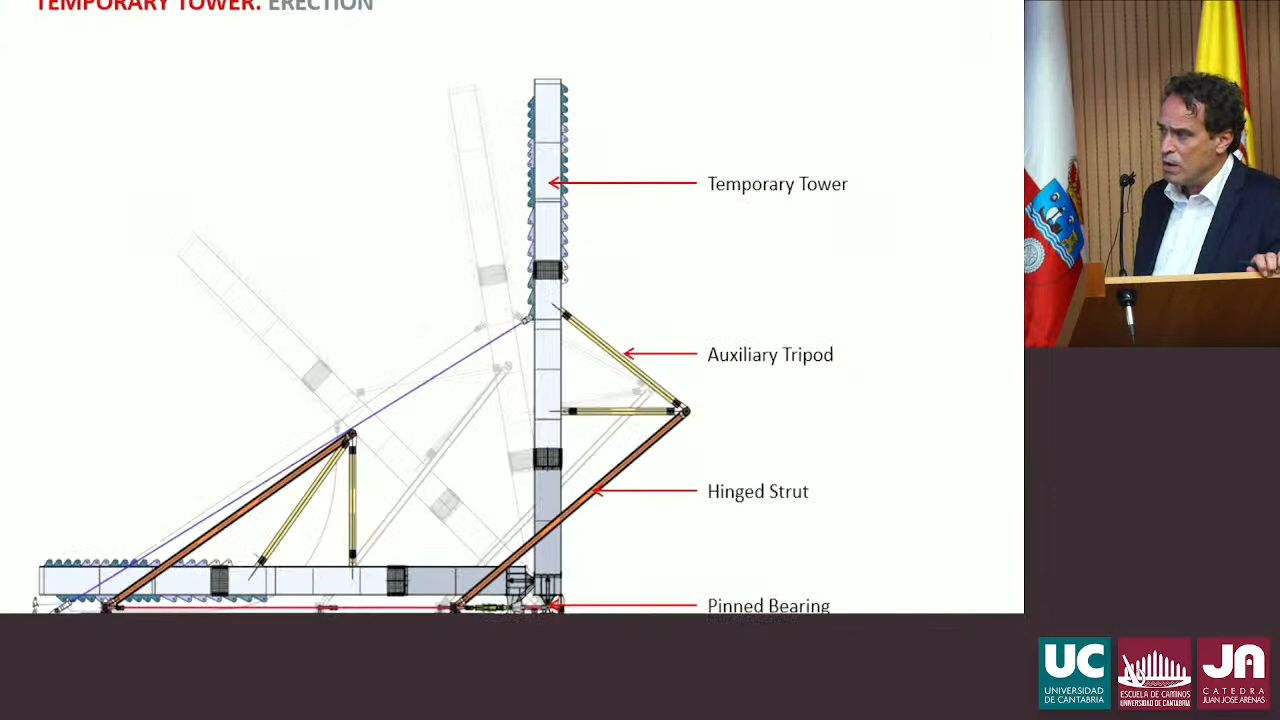 TEMPORARY TOWER. ERECTION
Temporary Tower
Auxiliary Tripod
Hinged Strut
Pinned Bearing
UC
UNIVERSIDAD
DE CANTABRIA
ESCUELA DE CAMINOS
UNIVERSIDAD DE CANTABRIA
JA
CATEDRA
JUAN JOSE ARENAS